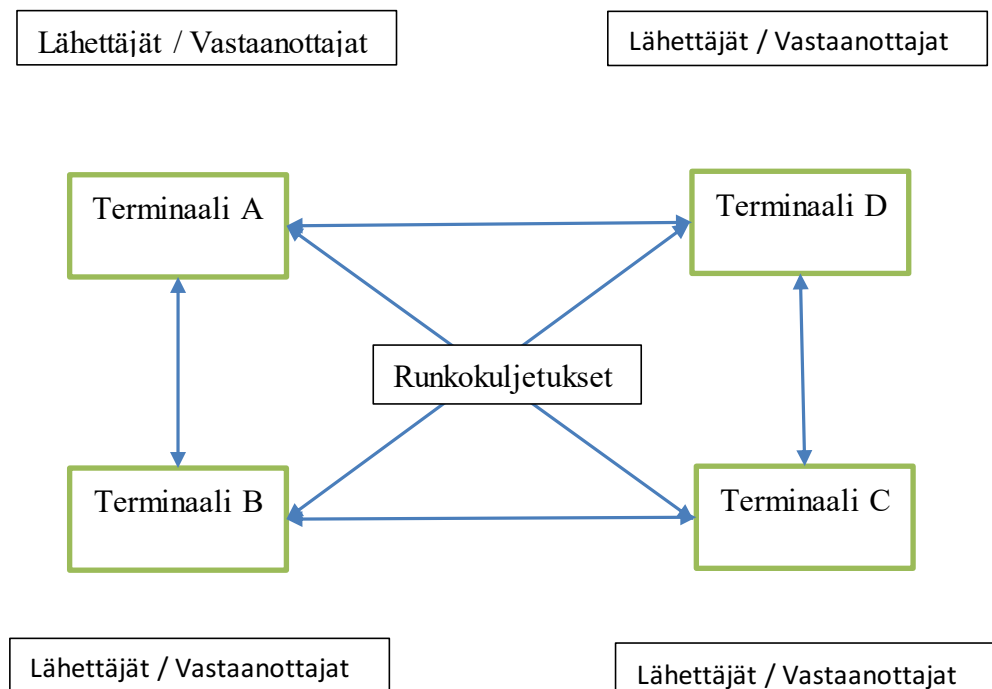 Lähettäjät / Vastaanottajat
Lähettäjät / Vastaanottajat
Terminaali A
Terminaali D
Runkokuljetukset
Terminaali B
Terminaali C
Lähettäjät / Vastaanottajat
Lähettäjät / Vastaanottajat